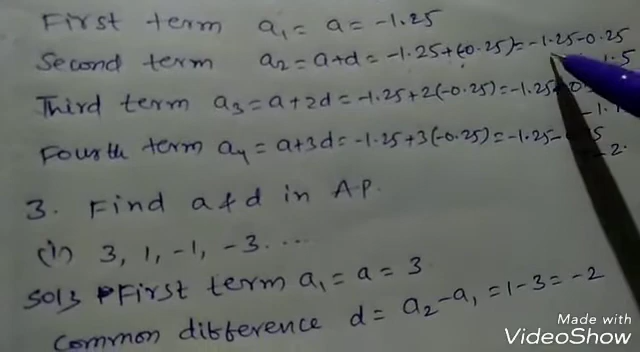 First term a₁ = a = -1.25
Second term a₂ = a+d = -1.25+(-0.25) = -1.25-0.25
-1.5
Third term a₃ = a+2d = -1.25+2(-0.25) = -1.25
Fourth term a₄ = a+3d = -1.25+3(-0.25) = -1.25-
-2.
3. Find a & d in A.P.
(i) 3, 1, -1, -3....
Sol: First term a₁ = a = 3
Common difference d = a₂-a₁ = 1-3 = -2
Made with
VideoShow